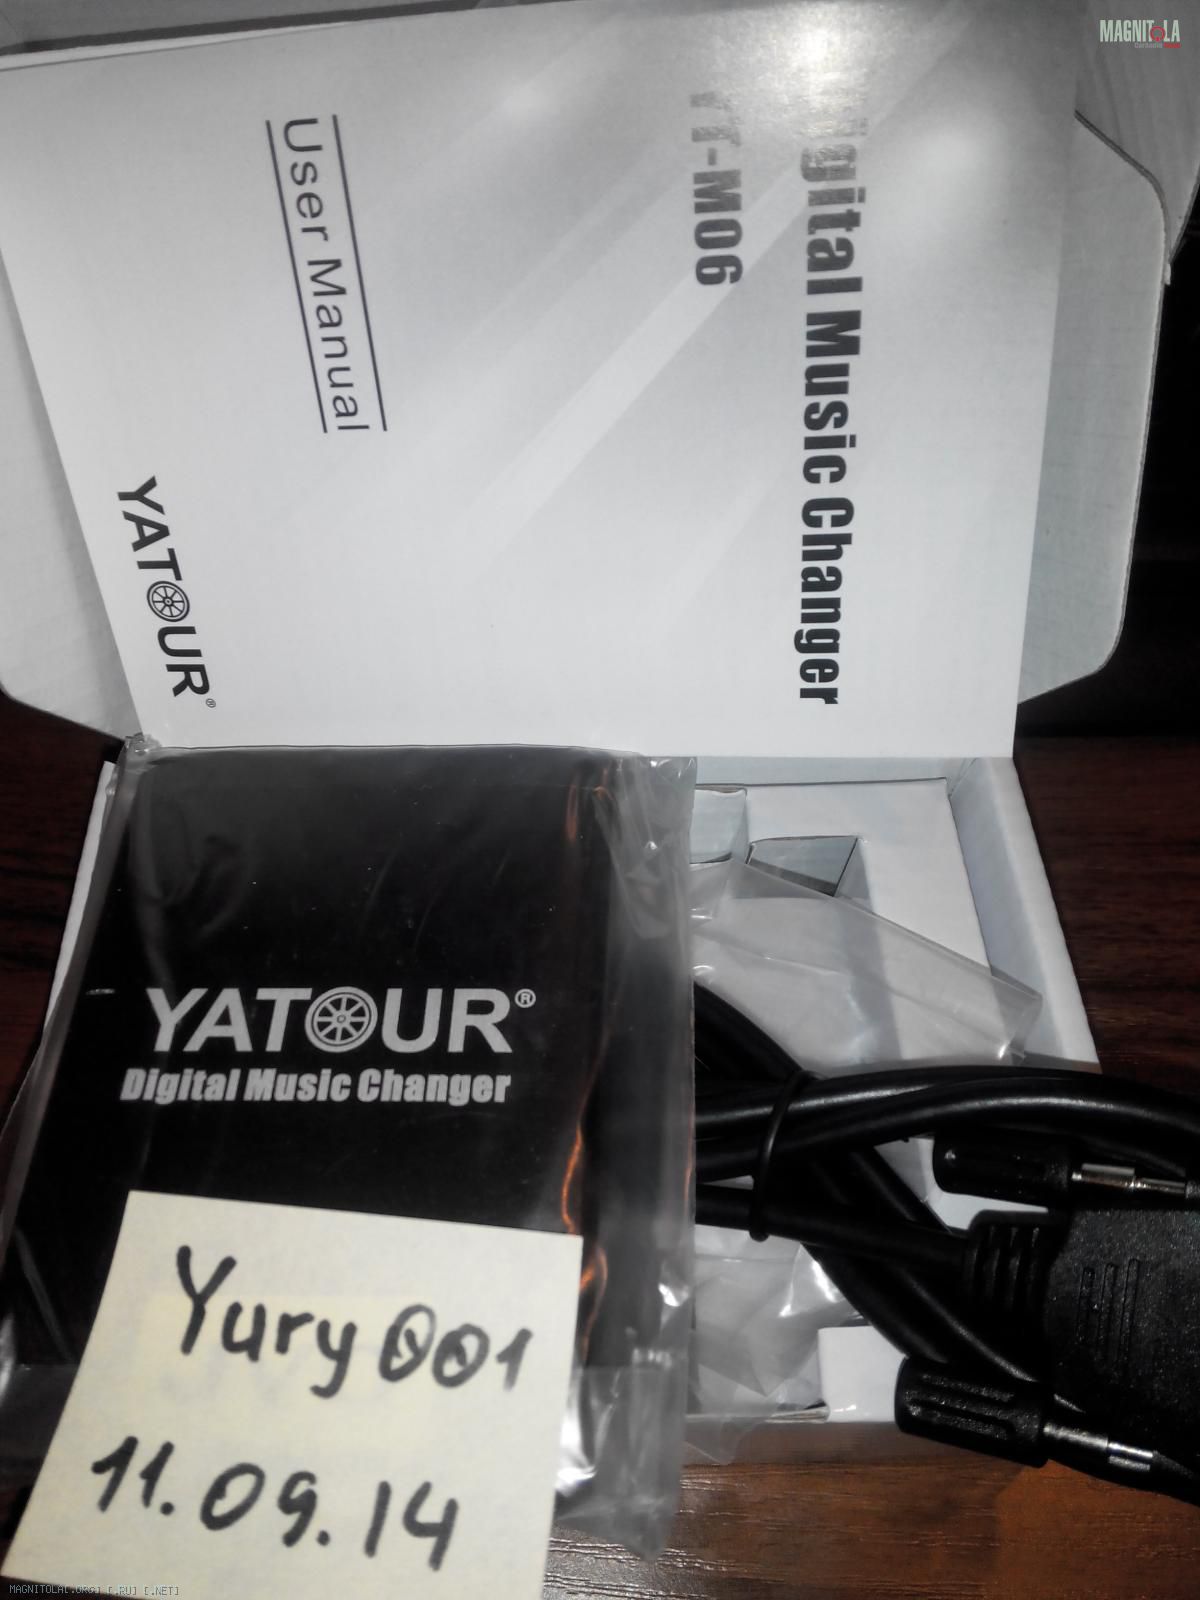 MAGNITOLA
Digital Music Changer
YT-M06
User Manual
YATOUR®
YATOUR®
Digital Music Changer
Yury001
11.09.14
MAGNITOLA[.ORG] [.RU] [.NET]